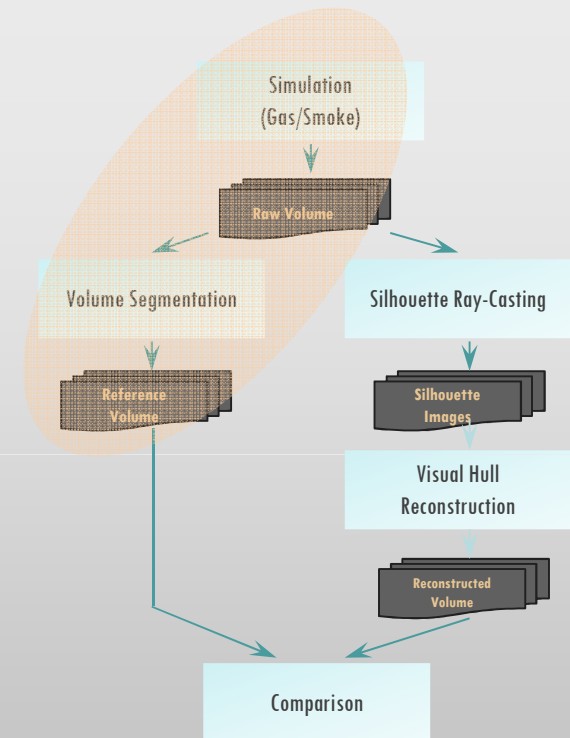 Simulation
(Gas/Smoke)
Raw Volume
Volume Segmentation
Silhouette Ray-Casting
Reference
Volume
Silhouette
Images
Visual Hull
Reconstruction
Reconstructed
Volume
Comparison